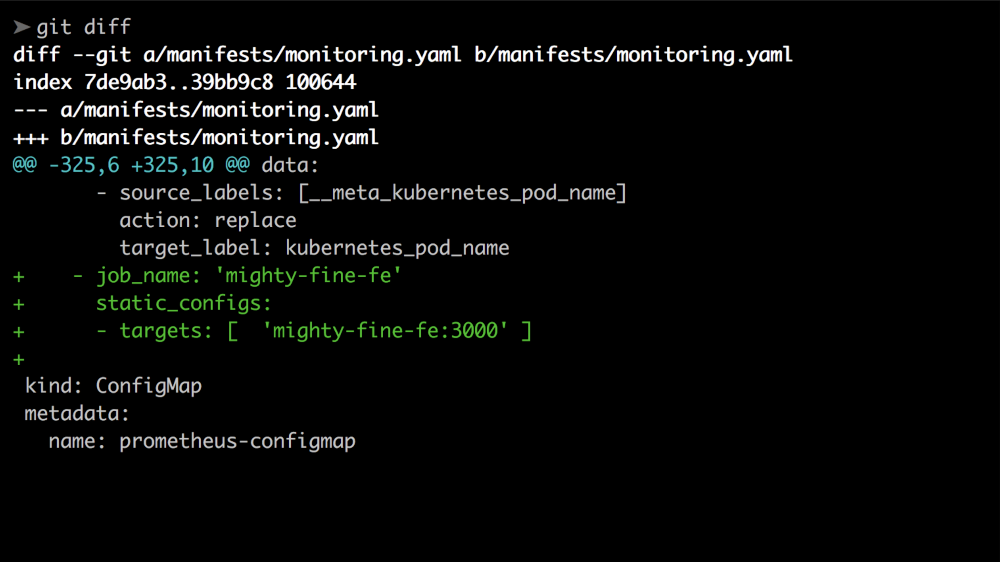 ➤ git diff
diff --git a/manifests/monitoring.yaml b/manifests/monitoring.yaml
index 7de9ab3..39bb9c8 100644
--- a/manifests/monitoring.yaml
+++ b/manifests/monitoring.yaml
@@ -325,6 +325,10 @@ data:
       - source_labels: [__meta_kubernetes_pod_name]
         action: replace
         target_label: kubernetes_pod_name
+    - job_name: 'mighty-fine-fe'
+      static_configs:
+      - targets: [  'mighty-fine-fe:3000' ]
+
 kind: ConfigMap
 metadata:
   name: prometheus-configmap